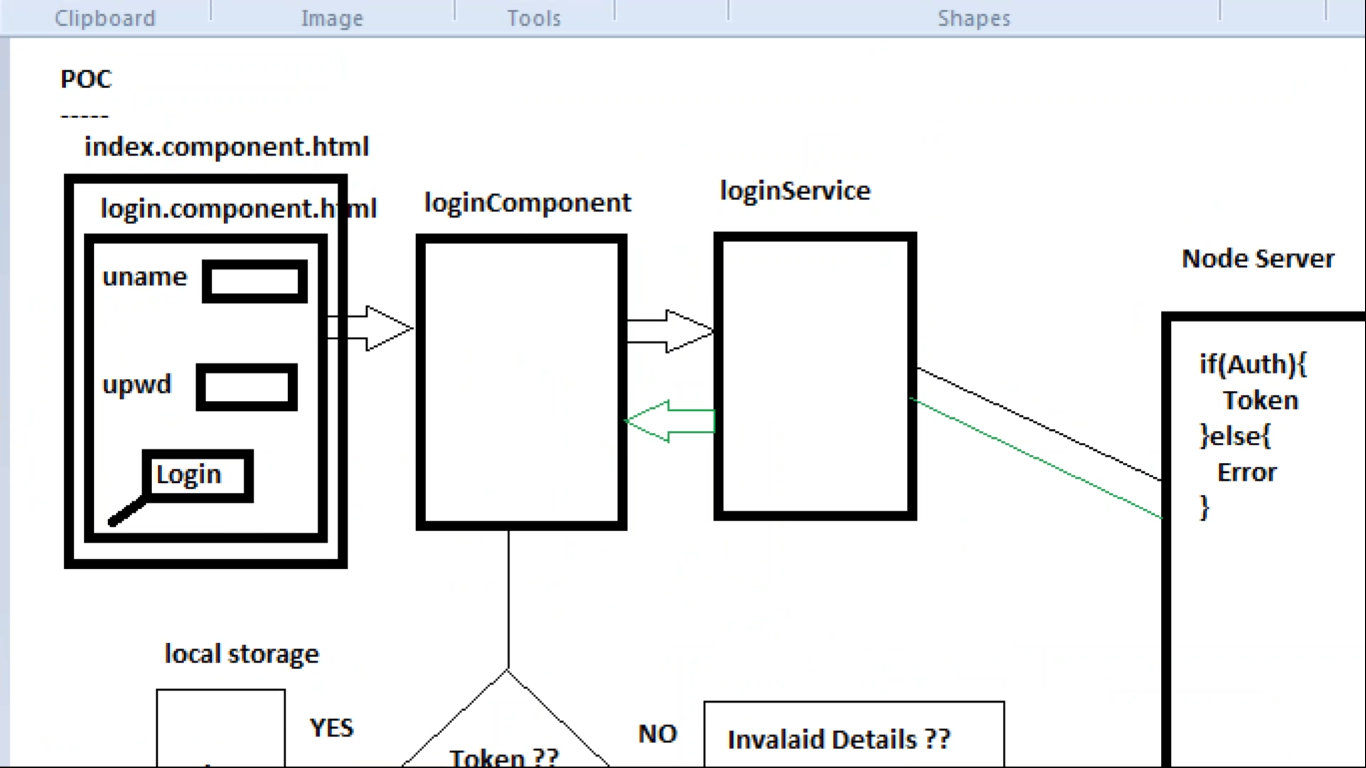 Clipboard
Image
Tools
Shapes
POC
-----
index.component.html
login.component.html
loginComponent
loginService
Node Server
uname
upwd
Login
if(Auth){
Token
}else{
Error
}
local storage
YES
Token ??
NO
Invalaid Details ??